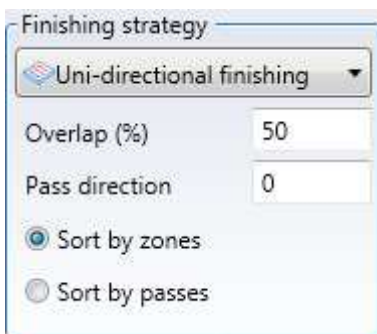 Finishing strategy
Uni-directional finishing
Overlap (%) 50
Pass direction 0
Sort by zones
Sort by passes